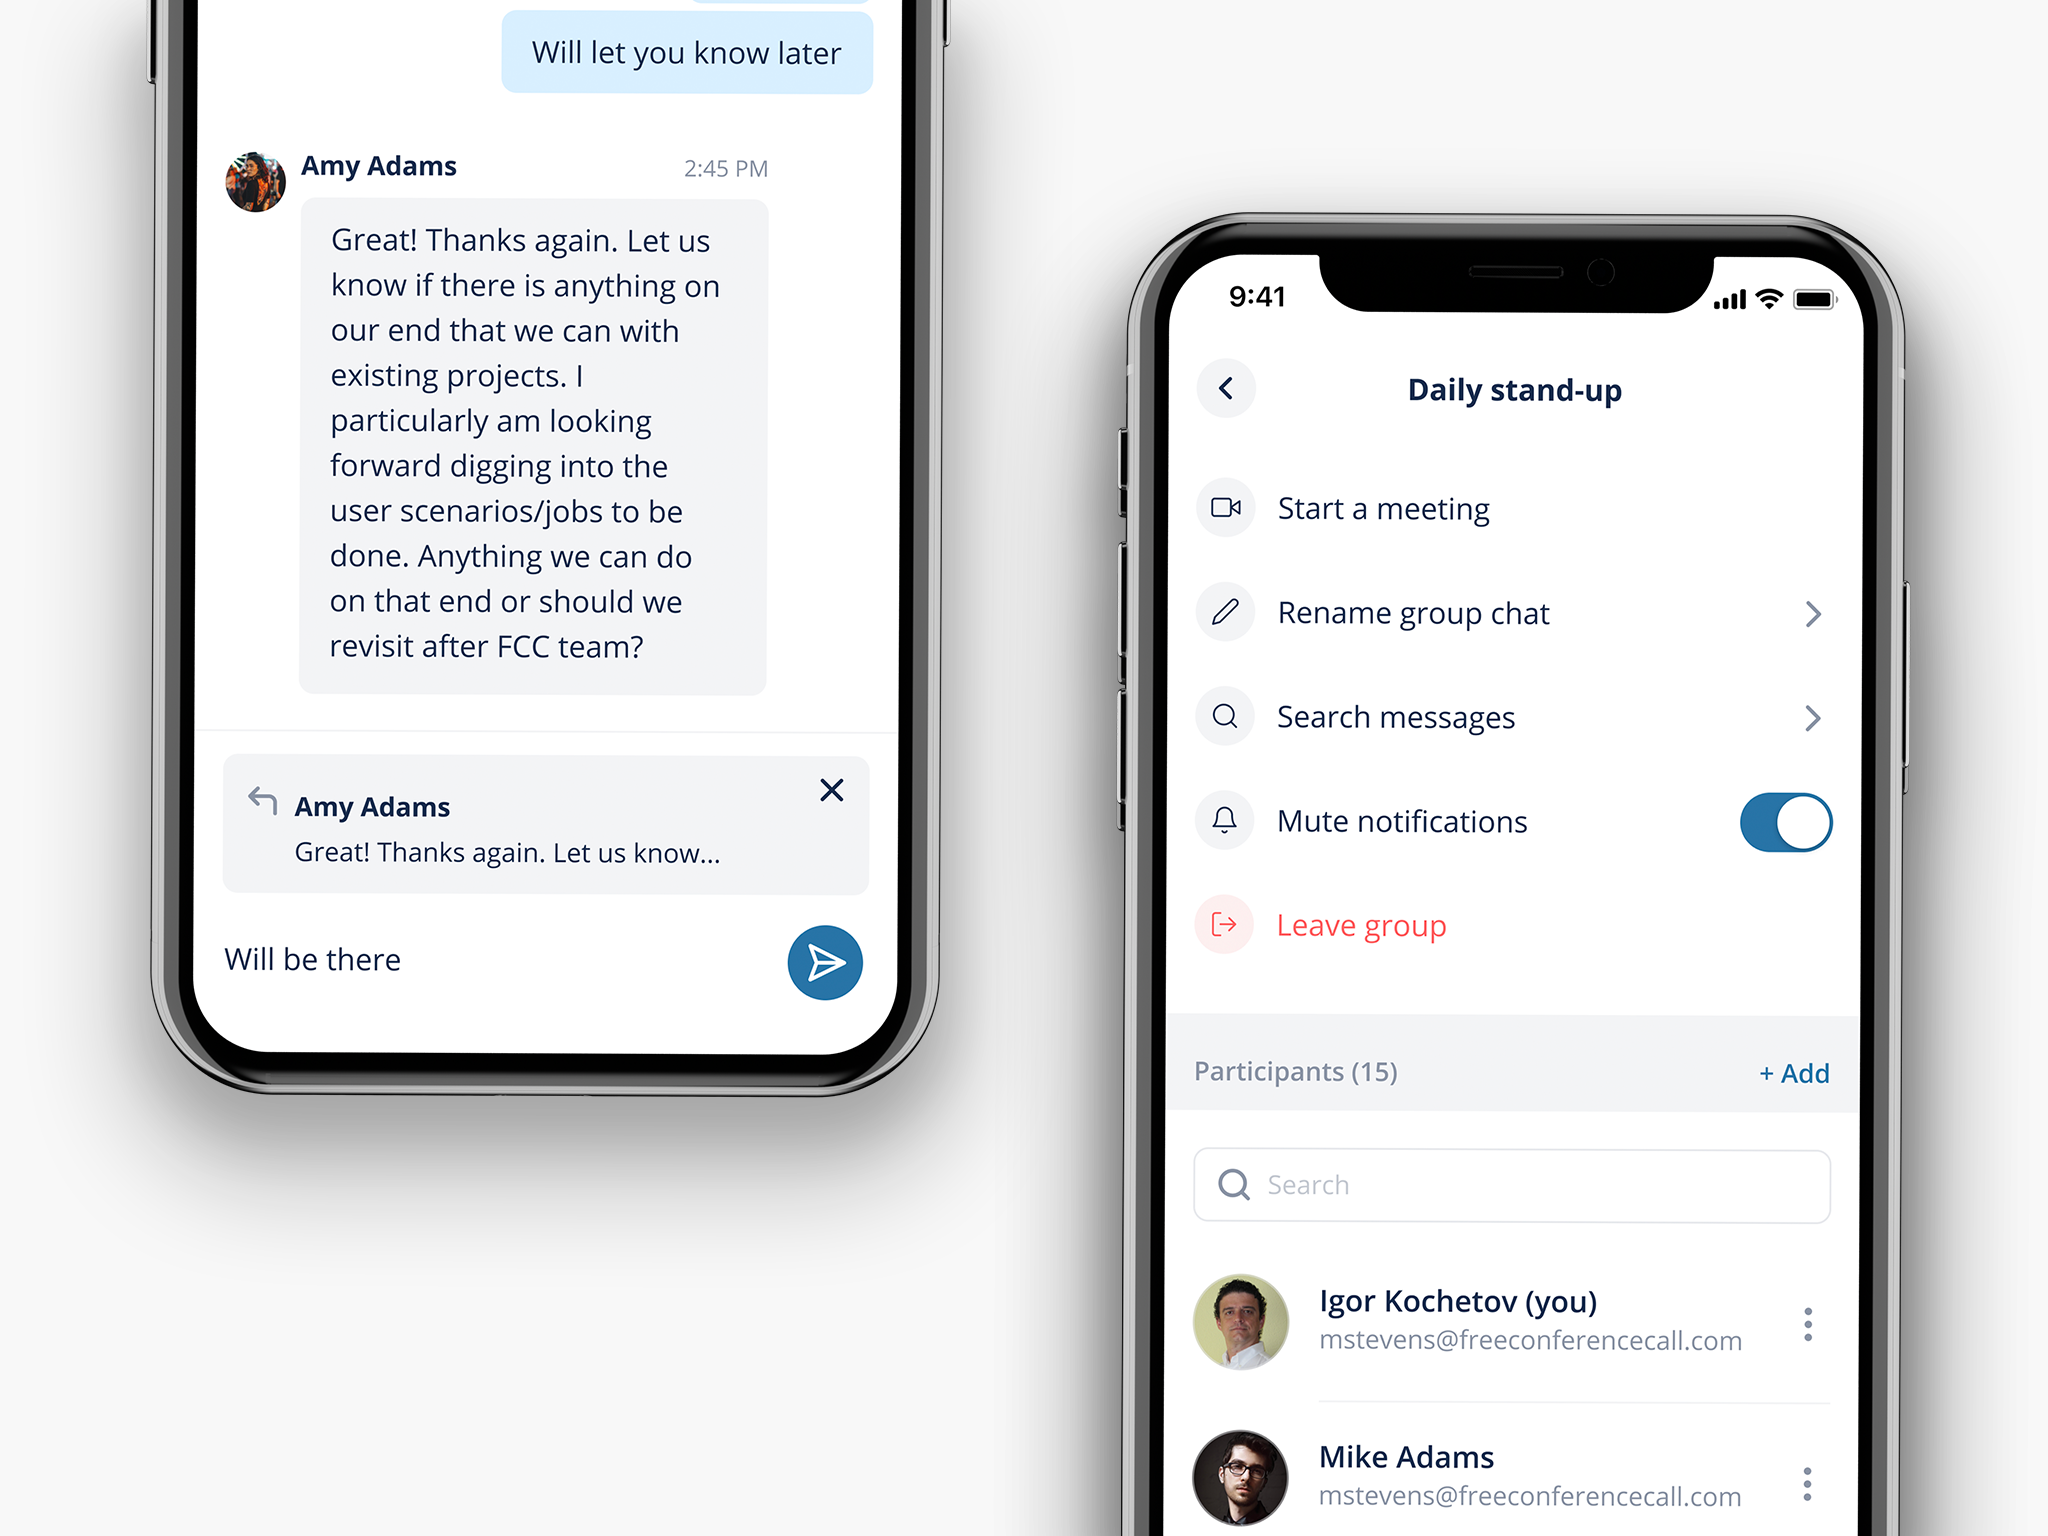 Will let you know later
Amy Adams
2:45 PM
Great! Thanks again. Let us
know if there is anything on
our end that we can with
existing projects. I
particularly am looking
forward digging into the
user scenarios/jobs to be
done. Anything we can do
on that end or should we
revisit after FCC team?
Amy Adams
Great! Thanks again. Let us know...
Will be there
9:41
Daily stand-up
Start a meeting
Rename group chat
Search messages
Mute notifications
Leave group
Participants (15)
+ Add
Search
Igor Kochetov (you)
mstevens@freeconferencecall.com
Mike Adams
mstevens@freeconferencecall.com